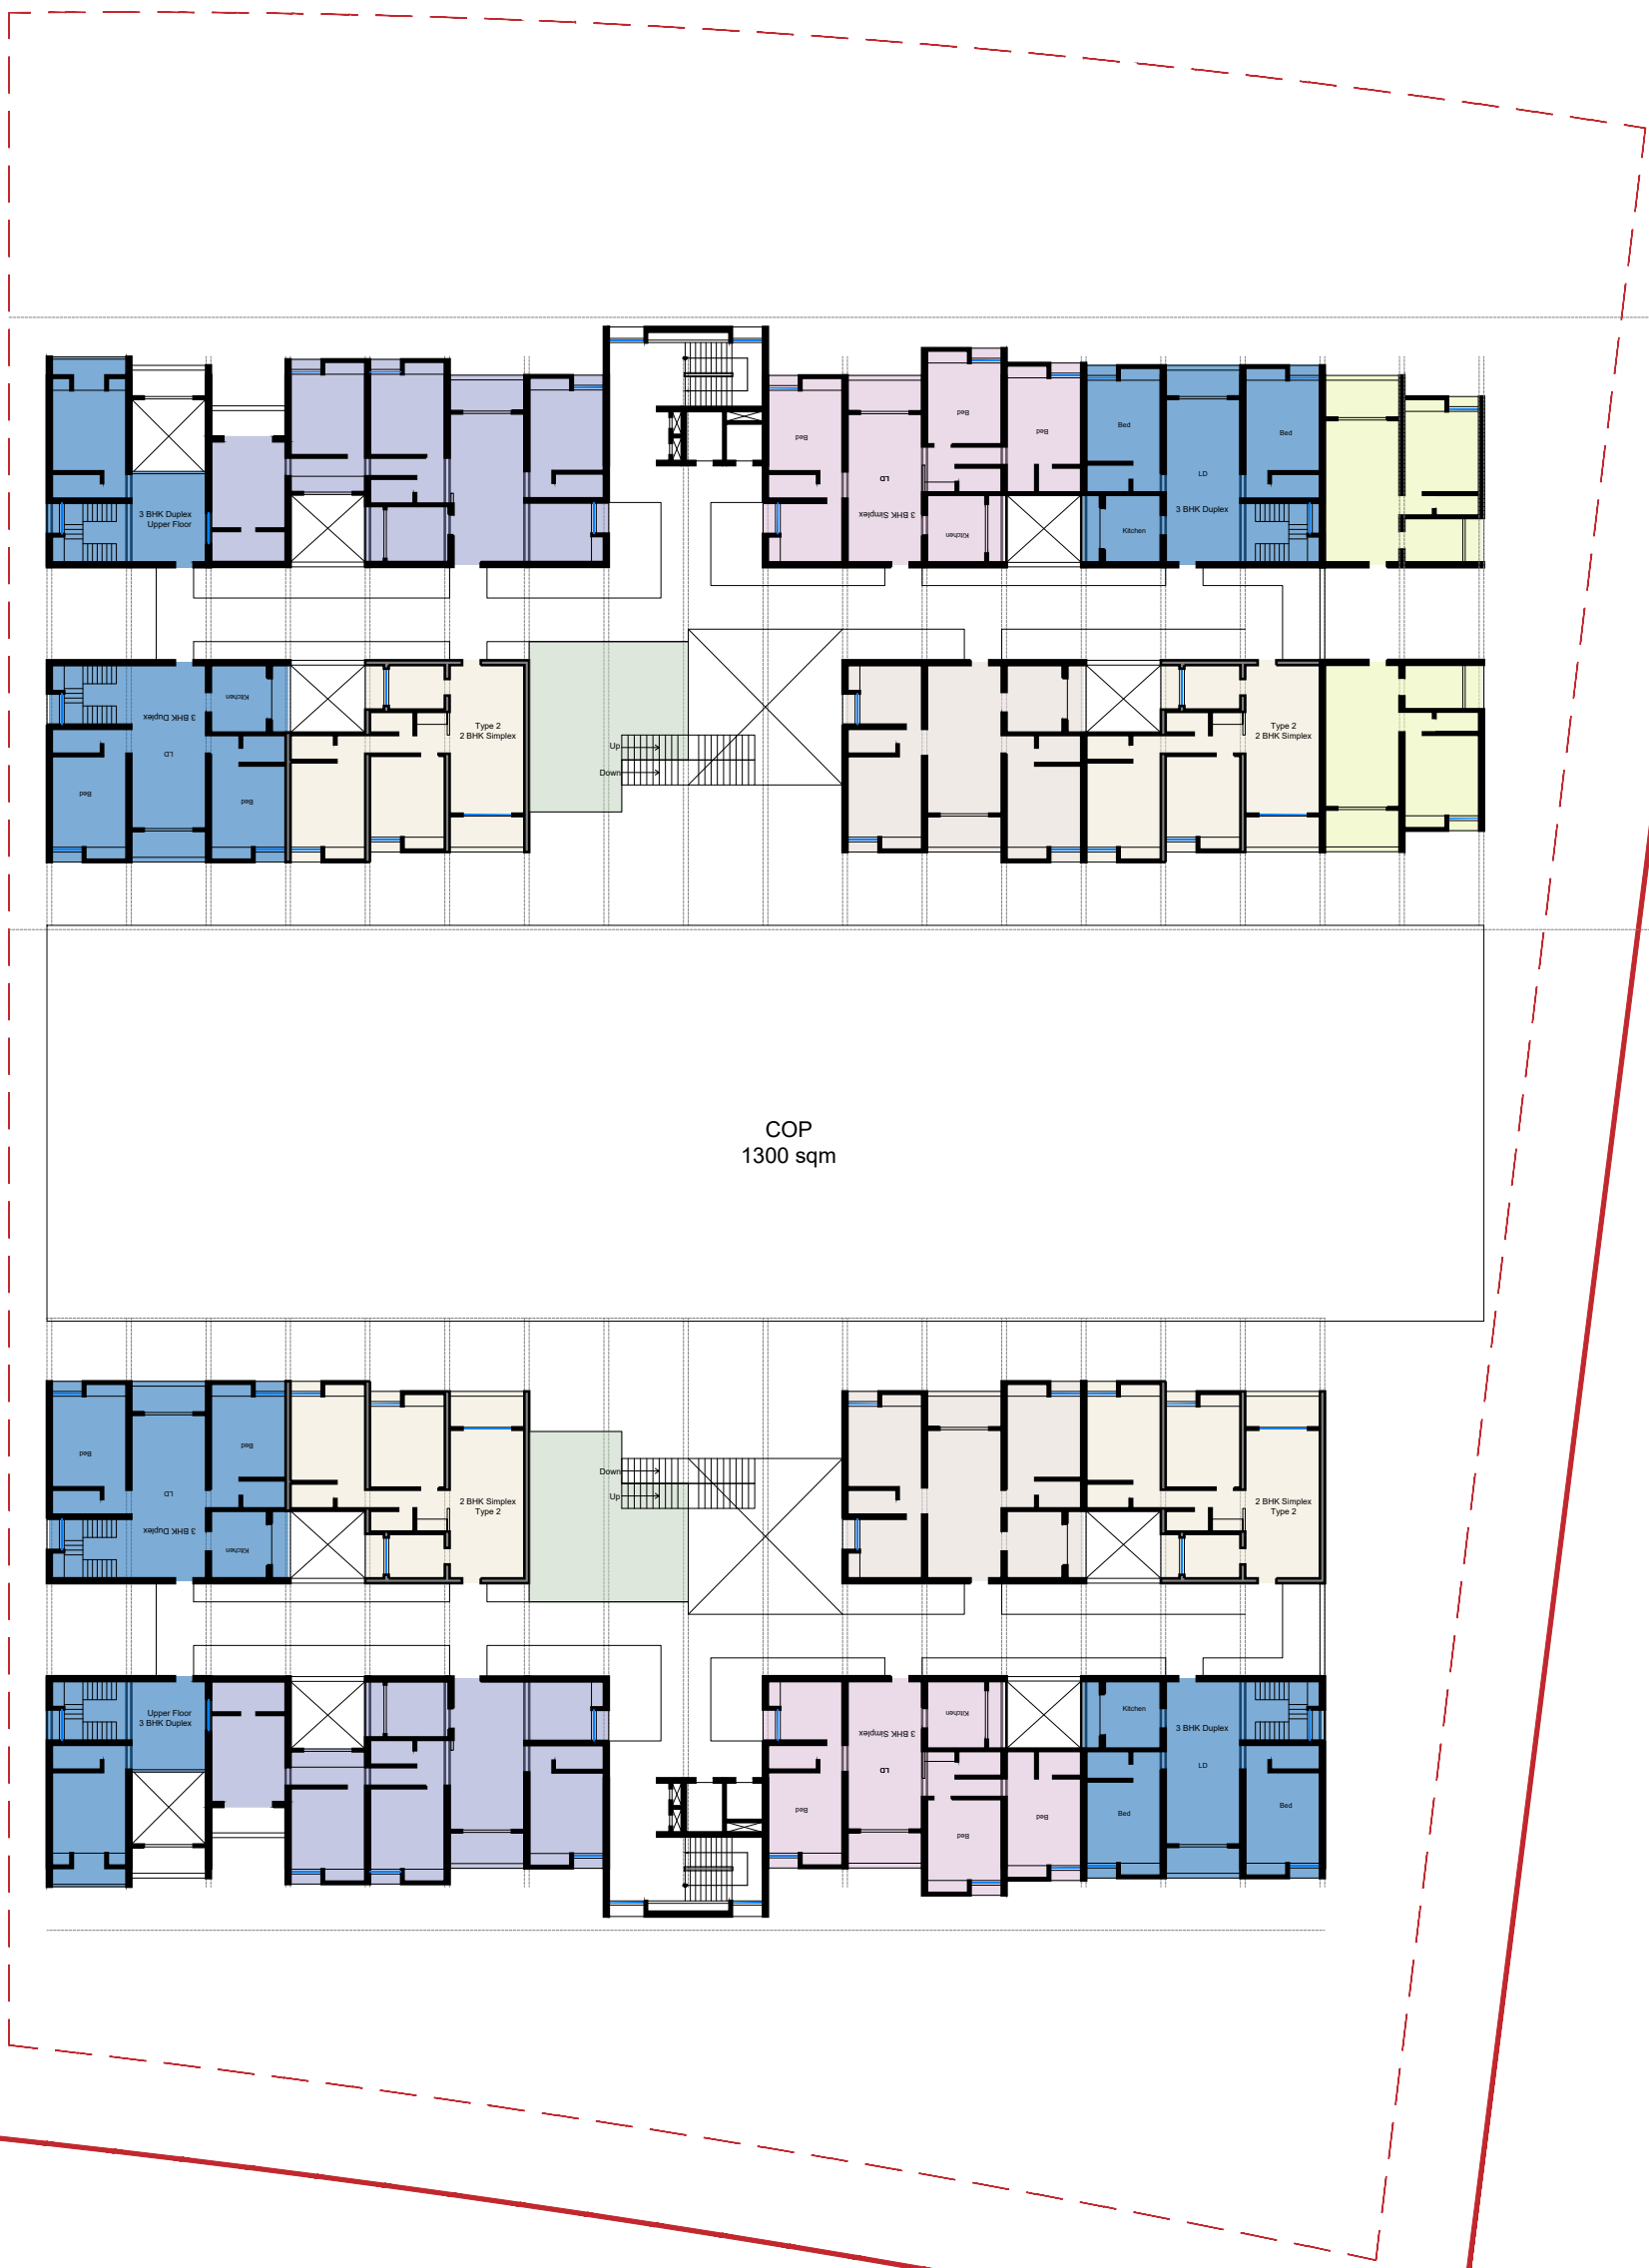 Bed
Bed
Bed
Bed
Bed
LD
LD
3 BHK Duplex
Upper Floor
3 BHK Simplex
Kitchen
Kitchen
3 BHK Duplex
Kitchen
3 BHK Duplex
LD
Bed
Bed
Type 2
2 BHK Simplex
Up
Down
Type 2
2 BHK Simplex
COP
1300 sqm
Bed
Bed
LD
3 BHK Duplex
Kitchen
2 BHK Simplex
Type 2
Down
Up
2 BHK Simplex
Type 2
Upper Floor
3 BHK Duplex
3 BHK Simplex
Kitchen
Kitchen
3 BHK Duplex
LD
LD
Bed
Bed
Bed
Bed
Bed